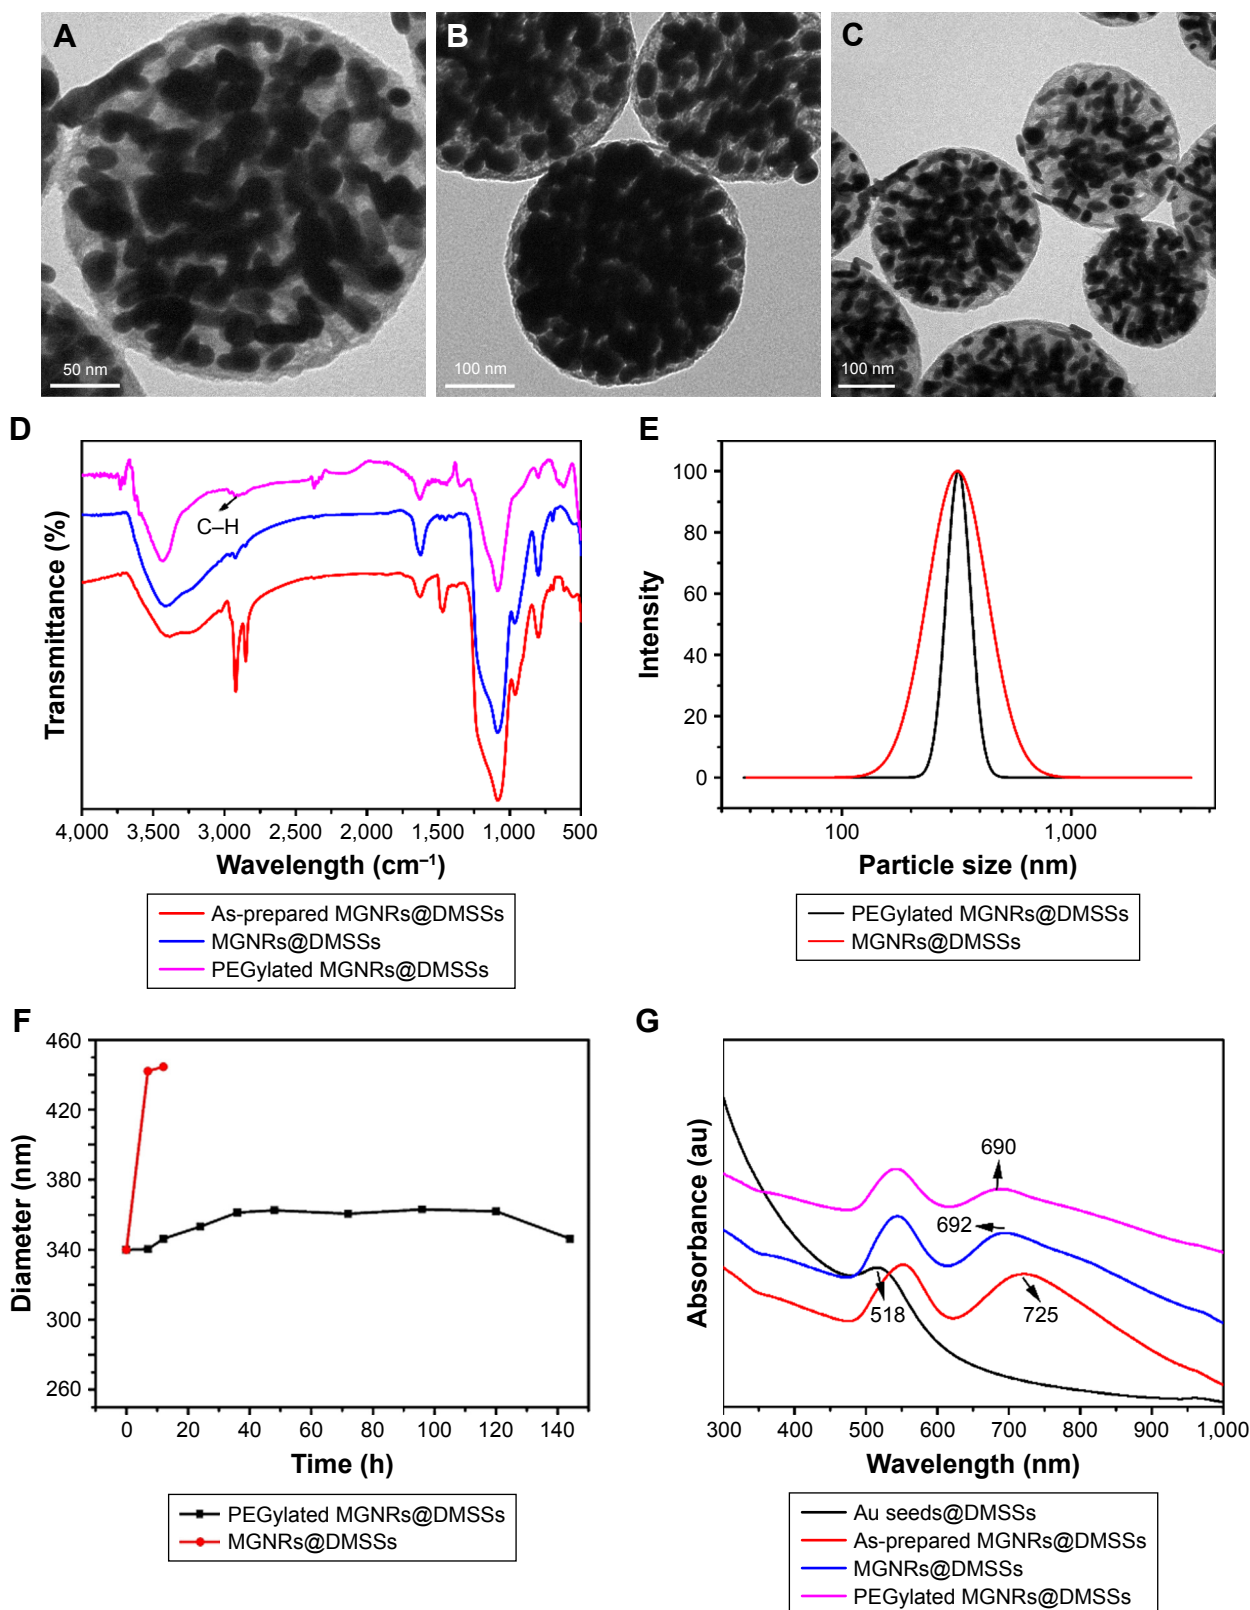 A
B
C
50 nm
100 nm
100 nm
D
Transmittance (%)
C–H
4,000 3,500 3,000 2,500 2,000 1,500 1,000 500
Wavelength (cm⁻¹)
As-prepared MGNRs@DMSSs
MGNRs@DMSSs
PEGylated MGNRs@DMSSs
E
Intensity
100
80
60
40
20
0
100 1,000
Particle size (nm)
PEGylated MGNRs@DMSSs
MGNRs@DMSSs
F
Diameter (nm)
460
420
380
340
300
260
0 20 40 60 80 100 120 140
Time (h)
PEGylated MGNRs@DMSSs
MGNRs@DMSSs
G
Absorbance (au)
690
692
518
725
300 400 500 600 700 800 900 1,000
Wavelength (nm)
Au seeds@DMSSs
As-prepared MGNRs@DMSSs
MGNRs@DMSSs
PEGylated MGNRs@DMSSs